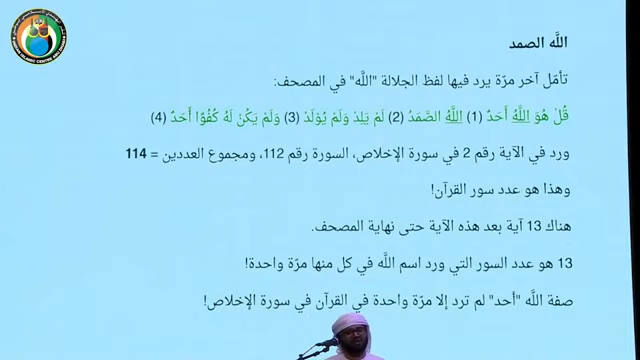 اللَّه الصمد
تأمّل آخر مرّة يرد فيها لفظ الجلالة "اللَّه" في المصحف:
قُلْ هُوَ اللَّهُ أَحَدٌ (1) اللَّهُ الصَّمَدُ (2) لَمْ يَلِدْ وَلَمْ يُوْلَدْ (3) وَلَمْ يَكُنْ لَهُ كُفُوًا أَحَدٌ (4)
ورد في الآية رقم 2 في سورة الإخلاص، السورة رقم 112، ومجموع العددين = 114
وهذا هو عدد سور القرآن!
هناك 13 آية بعد هذه الآية حتى نهاية المصحف.
13 هو عدد السور التي ورد اسم اللَّه في كل منها مرّة واحدة!
صفة اللَّه "أحد" لم ترد إلا مرّة واحدة في القرآن في سورة الإخلاص!